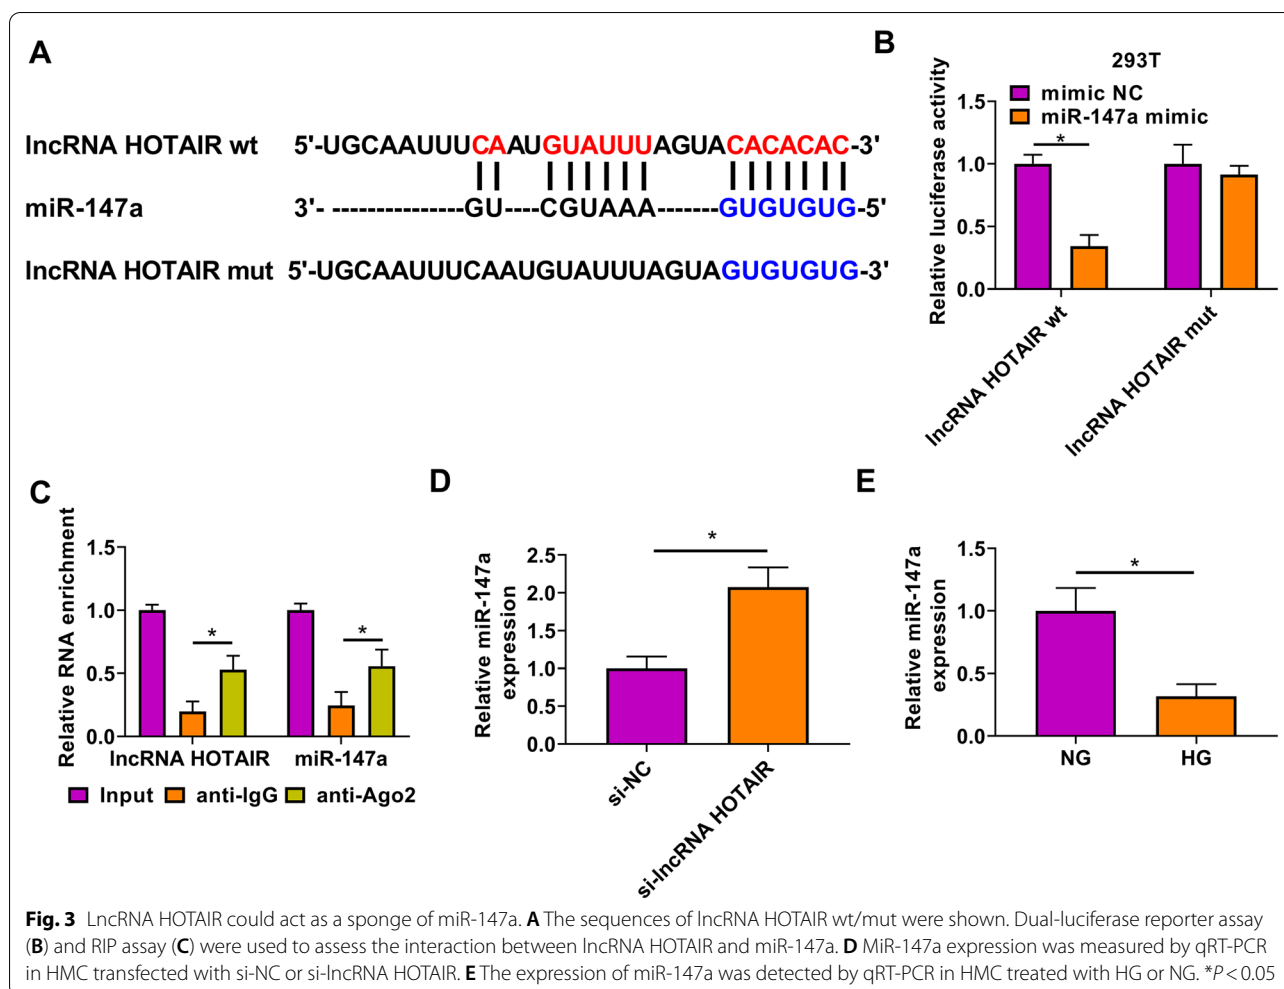 A
lncRNA HOTAIR wt 5'-UGCAAUUUCAAUGUAUUUAGUACACACAC-3'
miR-147a 3'- -------------GU----CGUAAA-------GUGUGUG-5'
lncRNA HOTAIR mut 5'-UGCAAUUUCAAUGUAUUUAGUAGUGUGUG-3'
B
293T
mimic NC
miR-147a mimic
Relative luciferase activity
1.5
1.0
0.5
0.0
*
lncRNA HOTAIR wt
lncRNA HOTAIR mut
C
Relative RNA enrichment
1.5
1.0
0.5
0.0
*
*
lncRNA HOTAIR
miR-147a
Input anti-IgG anti-Ago2
D
Relative miR-147a
expression
2.5
2.0
1.5
1.0
0.5
0.0
*
si-NC
si-lncRNA HOTAIR
E
Relative miR-147a
expression
1.5
1.0
0.5
0.0
*
NG
HG
Fig. 3 LncRNA HOTAIR could act as a sponge of miR-147a. A The sequences of lncRNA HOTAIR wt/mut were shown. Dual-luciferase reporter assay
(B) and RIP assay (C) were used to assess the interaction between lncRNA HOTAIR and miR-147a. D MiR-147a expression was measured by qRT-PCR
in HMC transfected with si-NC or si-lncRNA HOTAIR. E The expression of miR-147a was detected by qRT-PCR in HMC treated with HG or NG. *P < 0.05